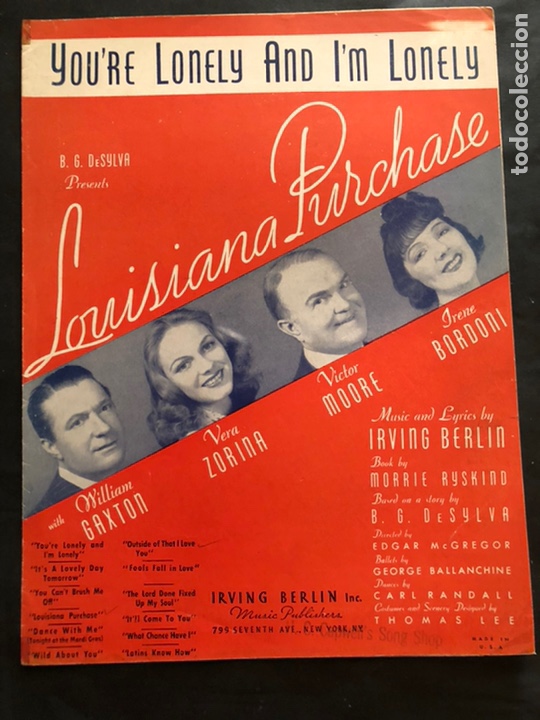 YOU'RE LONELY AND I'M LONELY
B. G. DeSYLVA
Presents
Louisiana Purchase
with William GAXTON
Vera ZORINA
Victor MOORE
Irene BORDONI
Music and Lyrics by
IRVING BERLIN
Book by
MORRIE RYSKIND
Based on a story by
B. G. DeSYLVA
Directed by
EDGAR McGREGOR
Ballets by
GEORGE BALLANCHINE
Dances by
CARL RANDALL
Costumes and Scenery Designed by
THOMAS LEE
"You're Lonely and
I'm Lonely"
"It's A Lovely Day
Tomorrow"
"You Can't Brush Me
Off"
"Louisiana Purchase"
"Dance With Me"
(Tonight at the Mardi Gras)
"Wild About You"
"Outside of That I Love
You"
"Fools Fall in Love"
"The Lord Done Fixed
Up My Soul"
"It'll Come To You"
"What Chance Have I"
"Latins Know How"
IRVING BERLIN Inc.
Music Publishers
799 SEVENTH AVE., NEW YORK, N.Y.
Song Shop
MADE IN
U.S.A.
todocoleccion